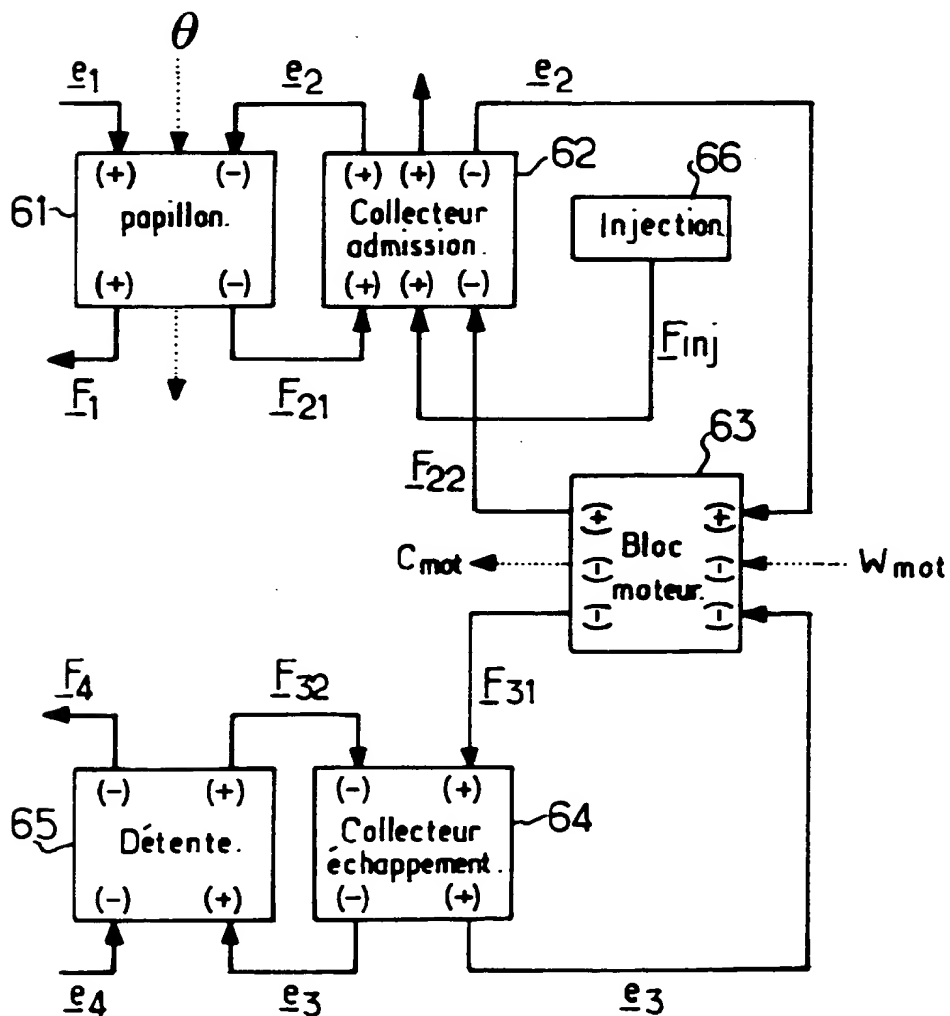 θ
e1
e2
e2
62
66
(+)
(-)
(+) (+) (-)
61
papillon.
Collecteur
admission.
Injection
(+)
(-)
(+) (+) (-)
Finj
F1
F21
63
F22
(+)
(+)
Bloc
Cmot
(-)
(-)
Wmot
moteur.
(-)
(-)
F4
F32
F31
(-)
(+)
(-)
(+)
65
Détente.
Collecteur
échappement.
64
(-)
(+)
(-)
(+)
e4
e3
e3